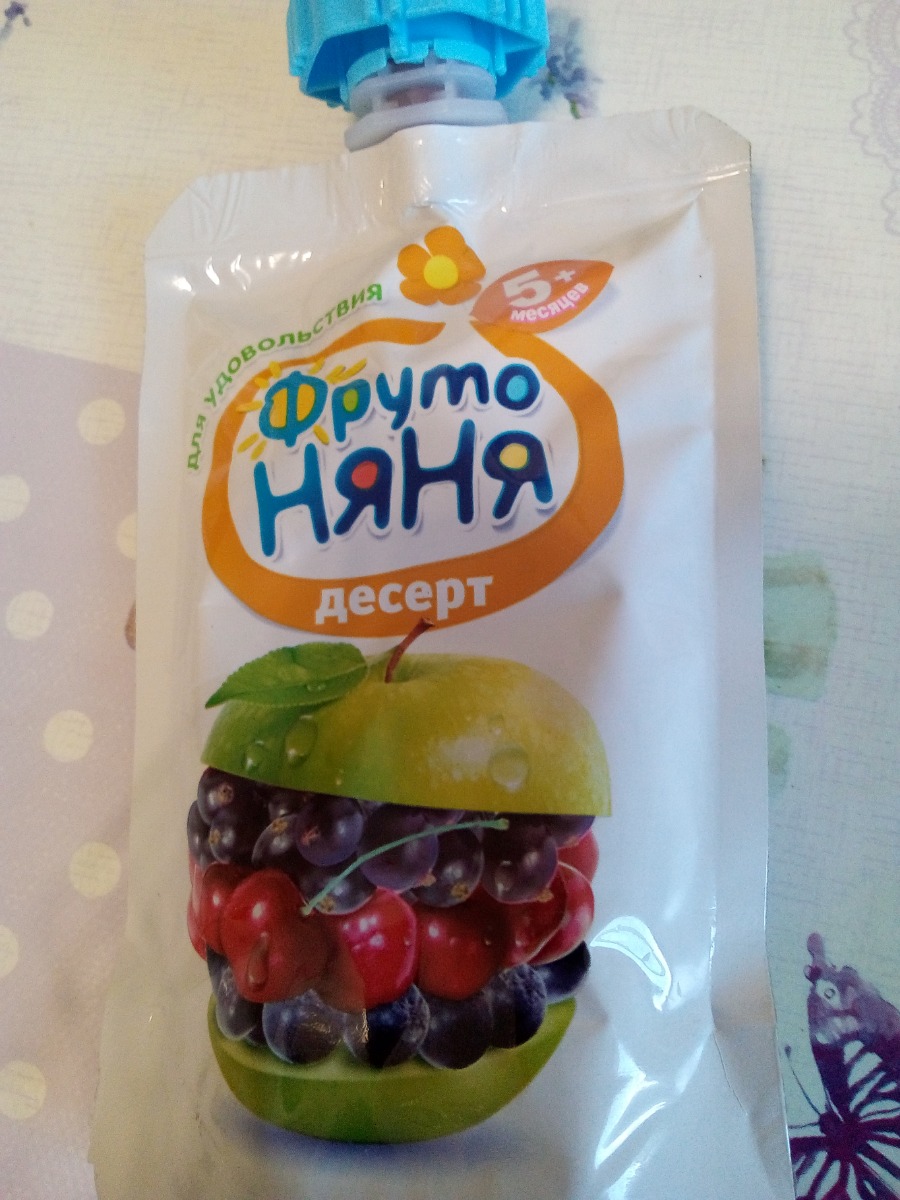 для удовольствия
5+
месяцев
Фруто
НяНя
десерт